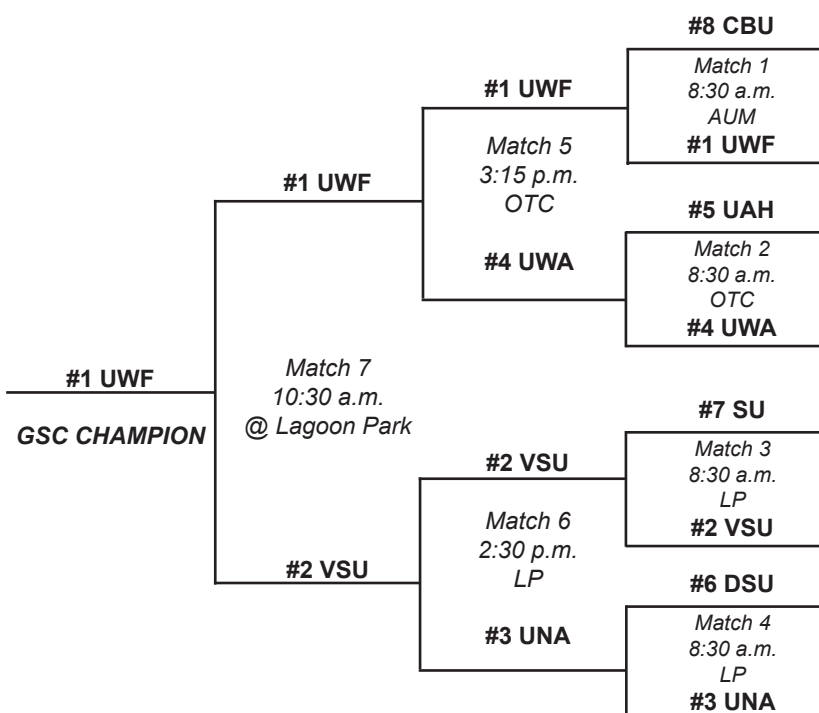 #8 CBU
Match 1
8:30 a.m.
AUM
#1 UWF
#1 UWF
Match 5
3:15 p.m.
OTC
#1 UWF
#5 UAH
Match 2
8:30 a.m.
OTC
#4 UWA
#4 UWA
Match 7
10:30 a.m.
@ Lagoon Park
#1 UWF
GSC CHAMPION
#7 SU
Match 3
8:30 a.m.
LP
#2 VSU
#2 VSU
Match 6
2:30 p.m.
LP
#2 VSU
#6 DSU
Match 4
8:30 a.m.
LP
#3 UNA
#3 UNA